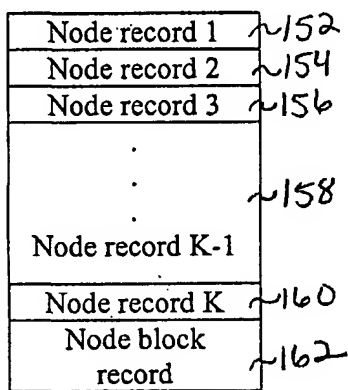 Node record 1 152
Node record 2 154
Node record 3 156
.
.
. 158
Node record K-1
Node record K 160
Node block
record 162